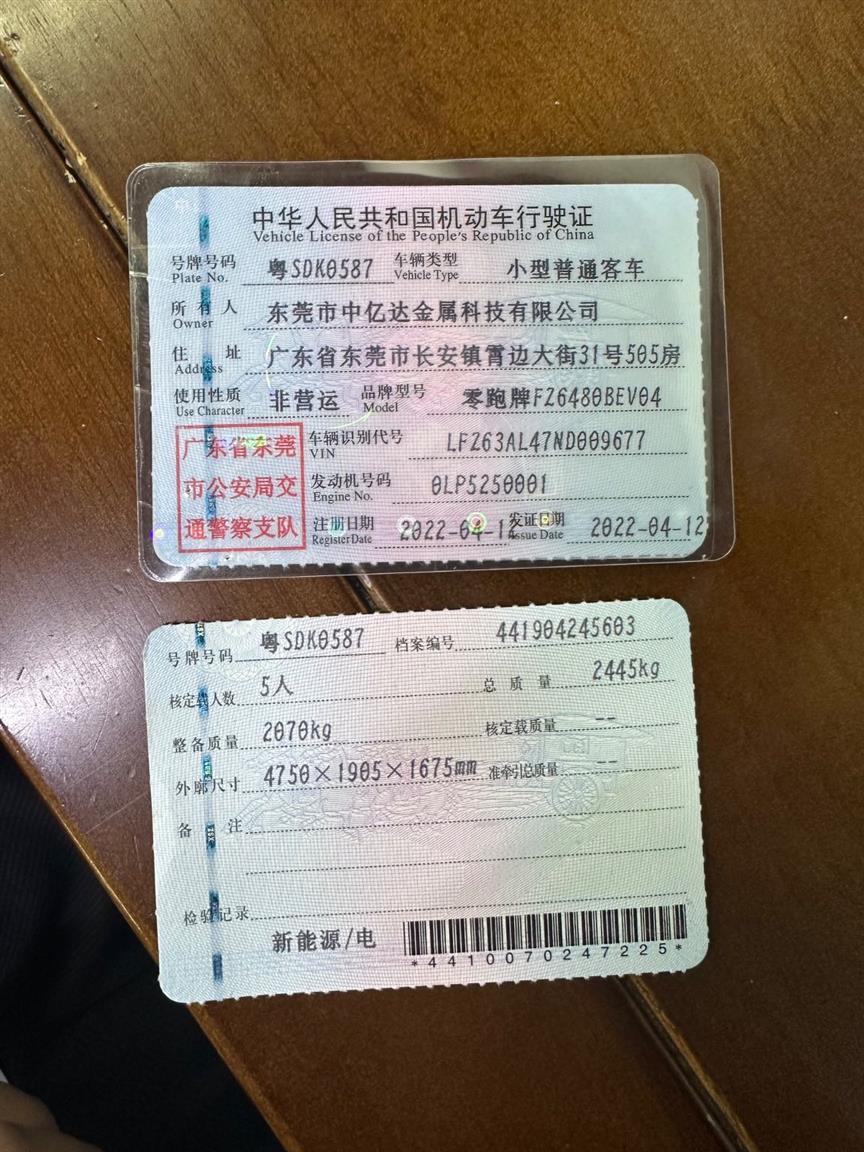 中华人民共和国机动车行驶证
Vehicle License of the People's Republic of China
号牌号码 粤SDK0587 车辆类型 小型普通客车
Plate No. Vehicle Type
所有人 东莞市中亿达金属科技有限公司
Owner
住址 广东省东莞市长安镇霄边大街31号505房
Address
使用性质 非营运 品牌型号 零跑牌FZ6480BEV04
Use Character Model
广东省东莞
市公安局交
通警察支队
车辆识别代号 LFZ63AL47ND009677
VIN
发动机号码 0LP5250001
Engine No.
注册日期 2022-04-12 发证日期 2022-04-12
Register Date Issue Date
号牌号码 粤SDK0587 档案编号 441904245603
核定载人数 5人 总质量 2445kg
整备质量 2070kg 核定载质量 --
外廓尺寸 4750×1905×1675mm 准牵引总质量 --
备注
检验记录
新能源/电
*4410070247225*